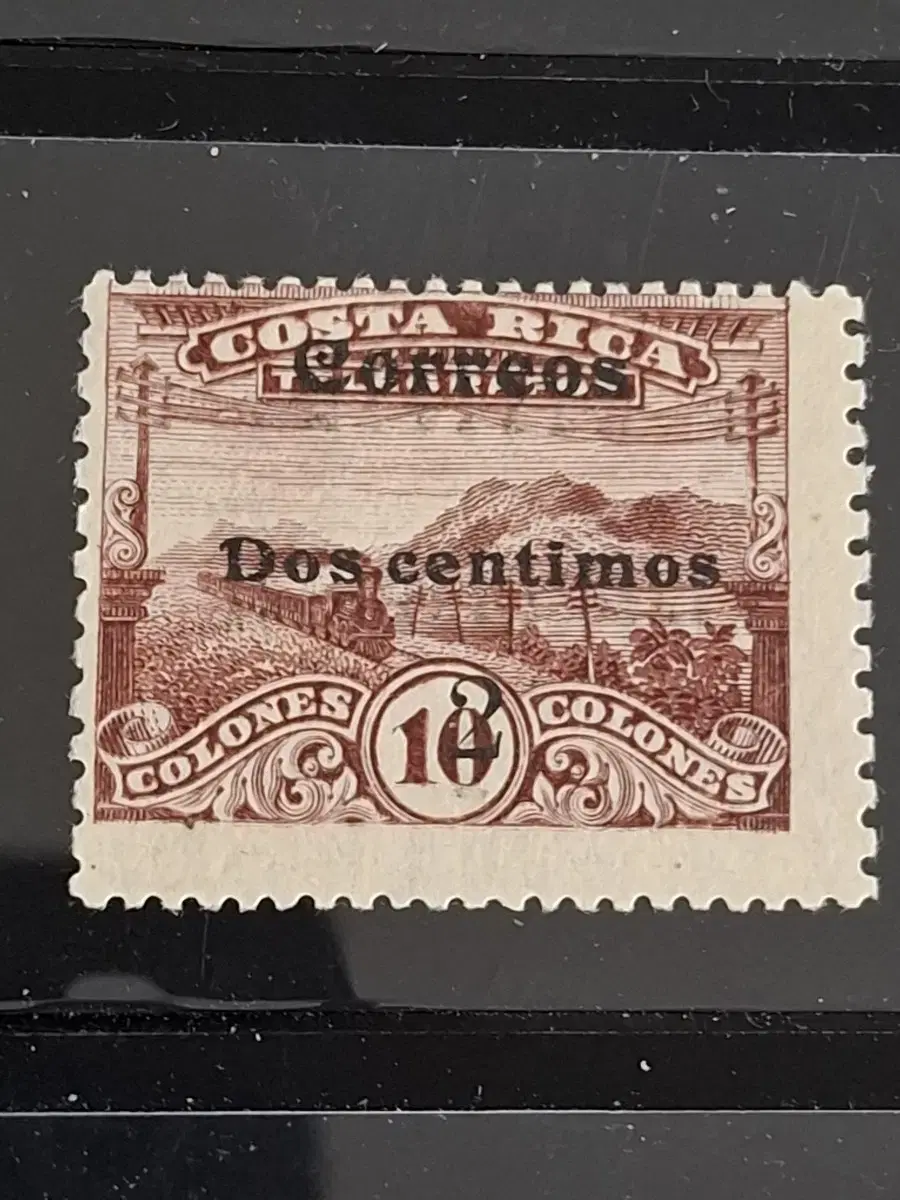 COSTA RICA
Correos
Dos centimos
2
COLONES 10 COLONES